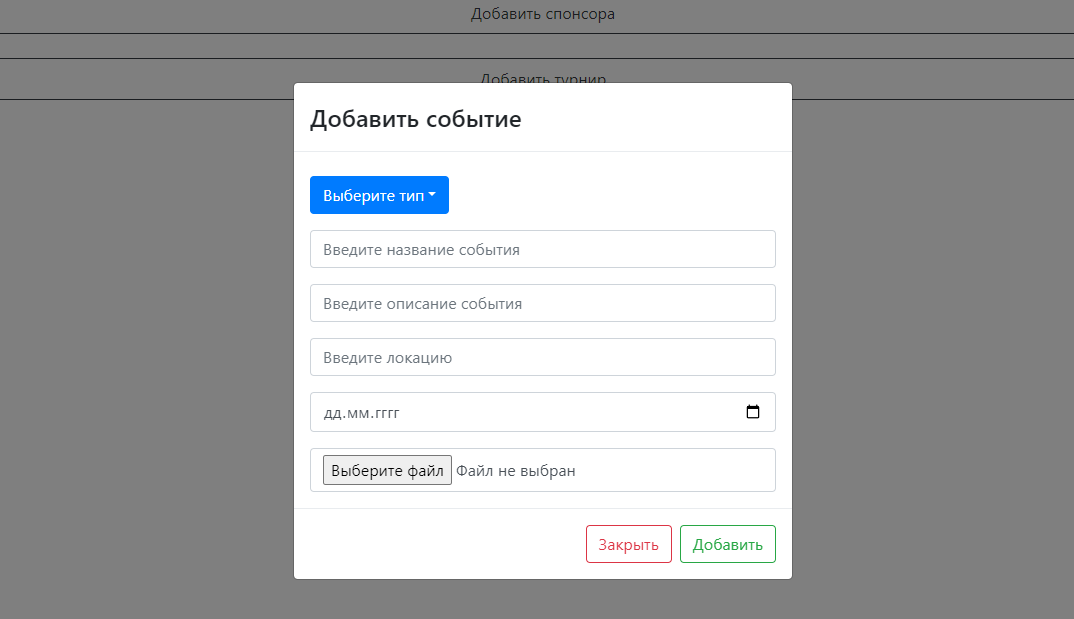 Добавить спонсора
Добавить турнир
Добавить событие
Выберите тип
Введите название события
Введите описание события
Введите локацию
дд.мм.гггг
Выберите файл Файл не выбран
Закрыть Добавить